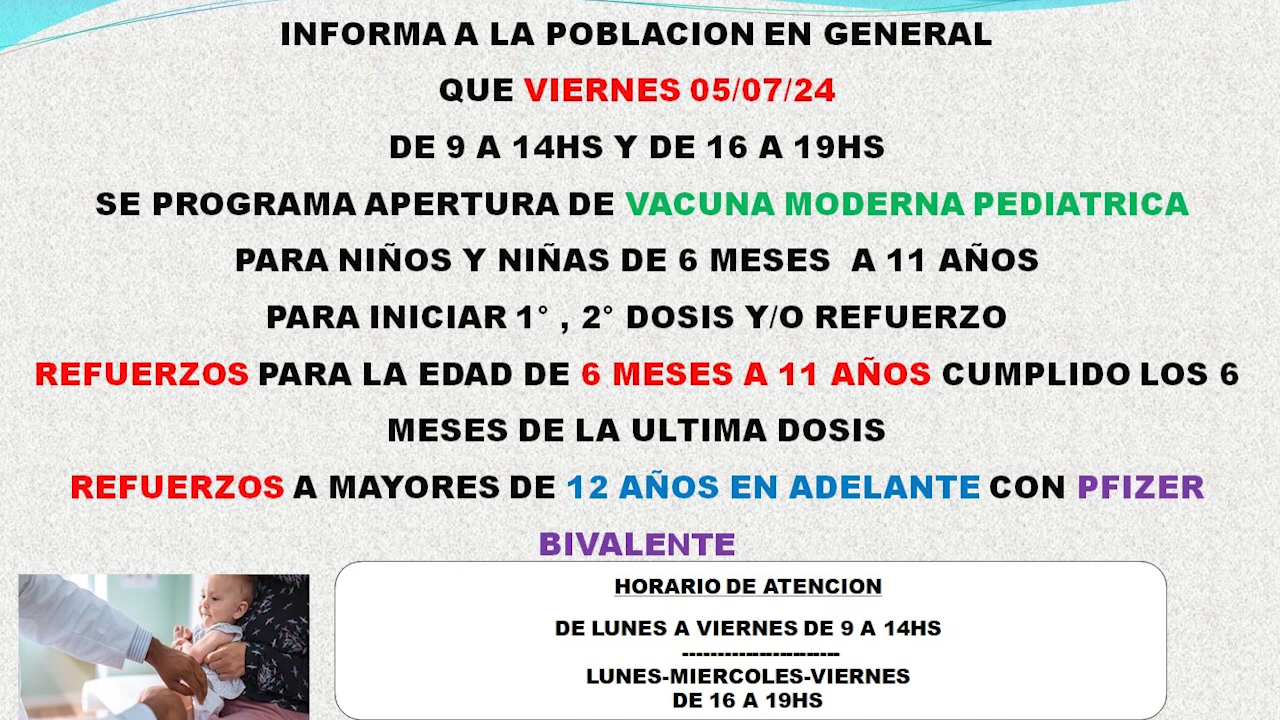 INFORMA A LA POBLACION EN GENERAL
QUE VIERNES 05/07/24
DE 9 A 14HS Y DE 16 A 19HS
SE PROGRAMA APERTURA DE VACUNA MODERNA PEDIATRICA
PARA NIÑOS Y NIÑAS DE 6 MESES  A 11 AÑOS
PARA INICIAR 1° , 2° DOSIS Y/O REFUERZO
REFUERZOS PARA LA EDAD DE 6 MESES A 11 AÑOS CUMPLIDO LOS 6
MESES DE LA ULTIMA DOSIS
REFUERZOS A MAYORES DE 12 AÑOS EN ADELANTE CON PFIZER
BIVALENTE
HORARIO DE ATENCION
DE LUNES A VIERNES DE 9 A 14HS
----------------------
LUNES-MIERCOLES-VIERNES
DE 16 A 19HS